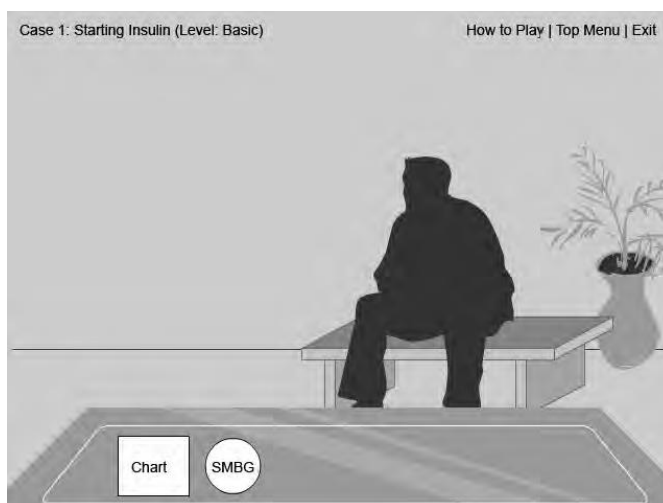 Case 1: Starting Insulin (Level: Basic)
How to Play | Top Menu | Exit
Chart
SMBG